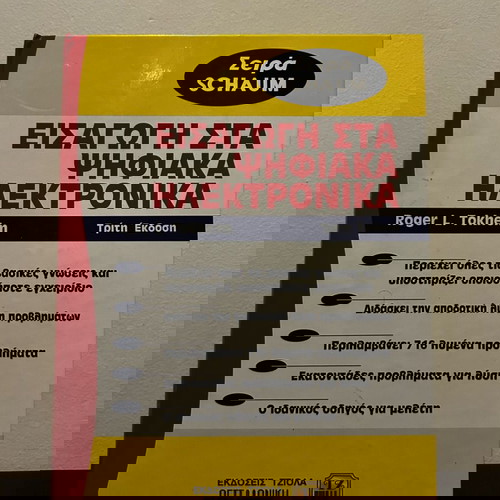 Σειρά
SCHAUM
ΕΙΣΑΓΩΓΗ ΣΤΑ
ΨΗΦΙΑΚΑ
ΗΛΕΚΤΡΟΝΙΚΑ
Roger L. Tokheim
Τρίτη Έκδοση
Περιέχει όλες τις βασικές γνώσεις και
υποστηρίζει οποιοδήποτε εγχειρίδιο
Διδάσκει την αποδοτική λύση προβλημάτων
Περιλαμβάνει 718 λυμένα προβλήματα
Εκατοντάδες προβλήματα για λύση
Ο ιδανικός οδηγός για μελέτη
ΕΚΔΟΣΕΙΣ ΤΖΙΟΛΑ
ΘΕΣΣΑΛΟΝΙΚΗ